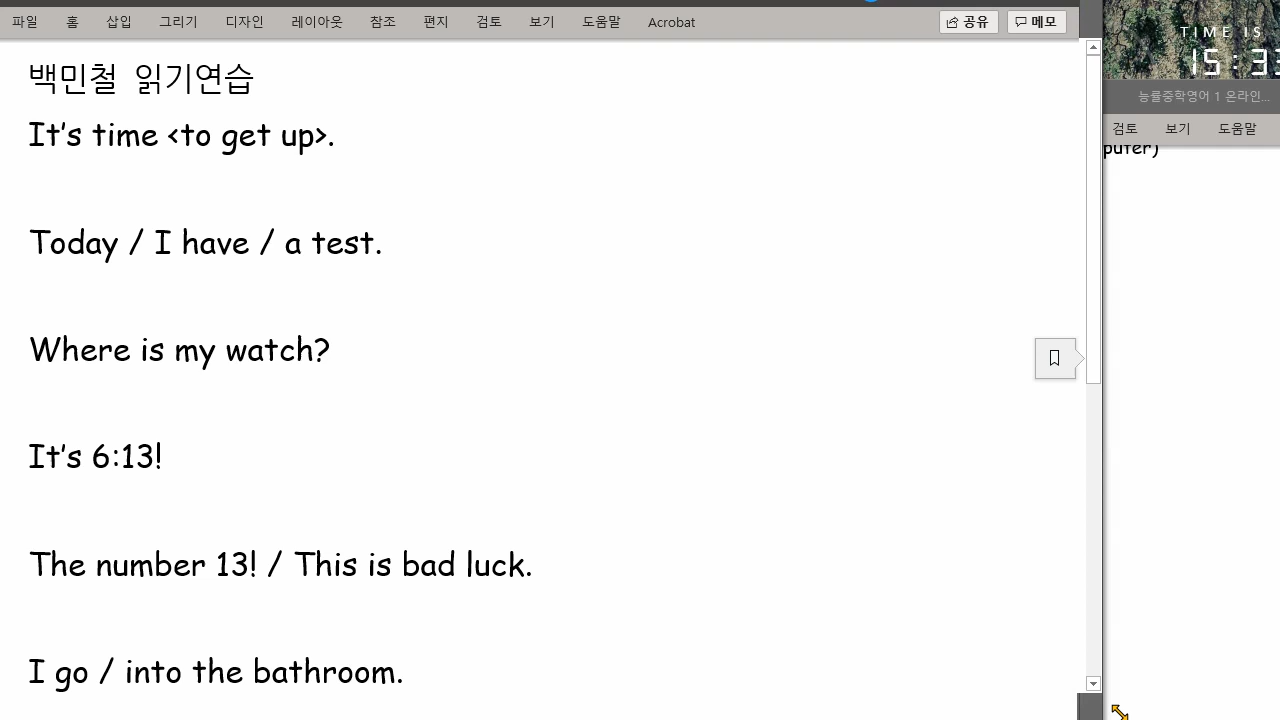 파일 홈 삽입 그리기 디자인 레이아웃 참조 편지 검토 보기 도움말 Acrobat 공유 메모
백민철 읽기연습
It's time <to get up>.
Today / I have / a test.
Where is my watch?
It's 6:13!
The number 13! / This is bad luck.
I go / into the bathroom.
TIME IS
능률중학영어 1 온라인...
검토 보기 도움말